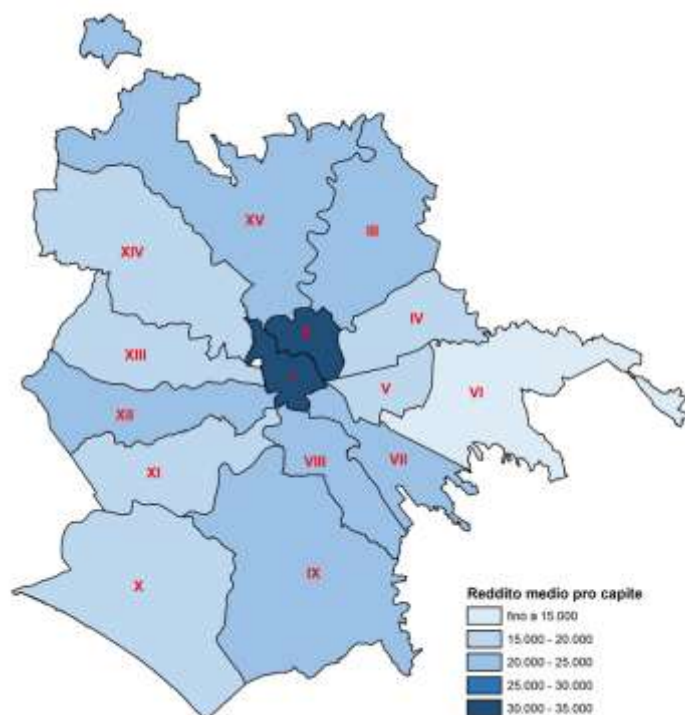 XV
III
XIV
IV
II
XIII
I
V
VI
XII
VIII
VII
XI
IX
X
Reddito medio pro capite
fino a 15.000
15.000 - 20.000
20.000 - 25.000
25.000 - 30.000
30.000 - 35.000